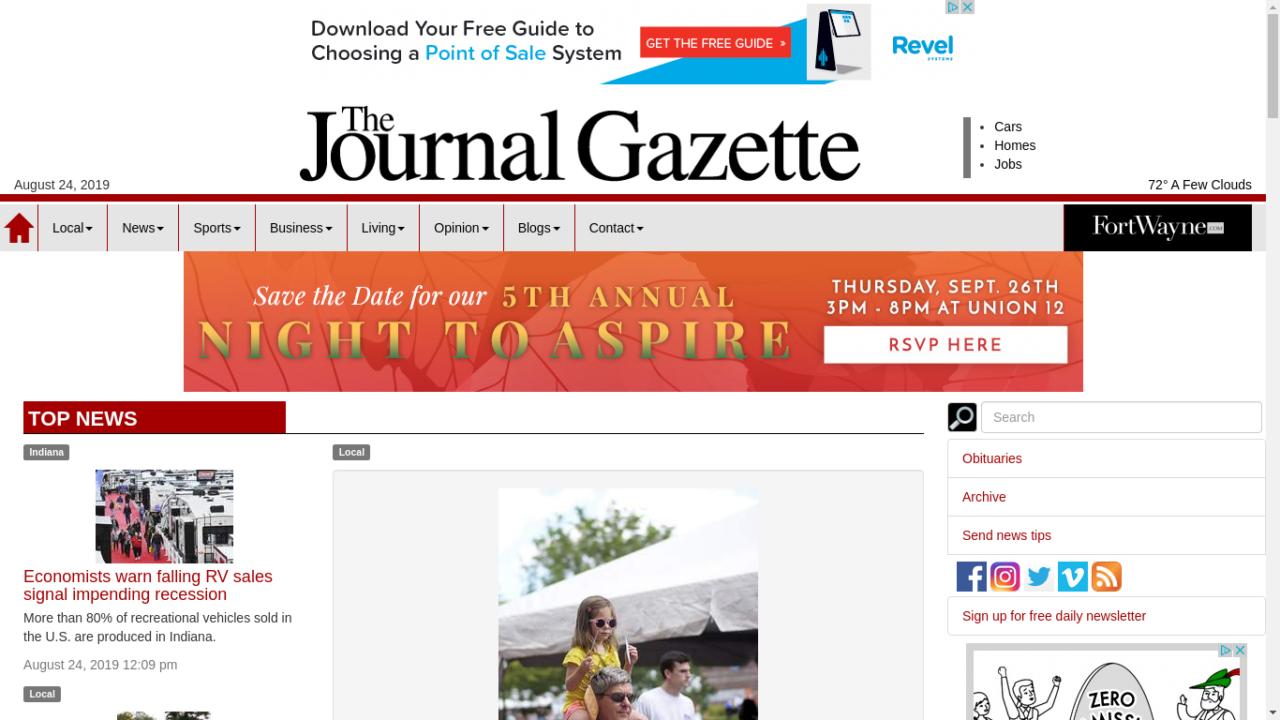 Download Your Free Guide to
Choosing a Point of Sale System
GET THE FREE GUIDE »
Revel
SYSTEMS
The Journal Gazette
Cars
Homes
Jobs
August 24, 2019
72° A Few Clouds
Local
News
Sports
Business
Living
Opinion
Blogs
Contact
FortWayne.COM
Save the Date for our 5TH ANNUAL
NIGHT TO ASPIRE
THURSDAY, SEPT. 26TH
3PM - 8PM AT UNION 12
RSVP HERE
TOP NEWS
Indiana
Economists warn falling RV sales
signal impending recession
More than 80% of recreational vehicles sold in
the U.S. are produced in Indiana.
August 24, 2019 12:09 pm
Local
Local
Search
Obituaries
Archive
Send news tips
Sign up for free daily newsletter
ZERO